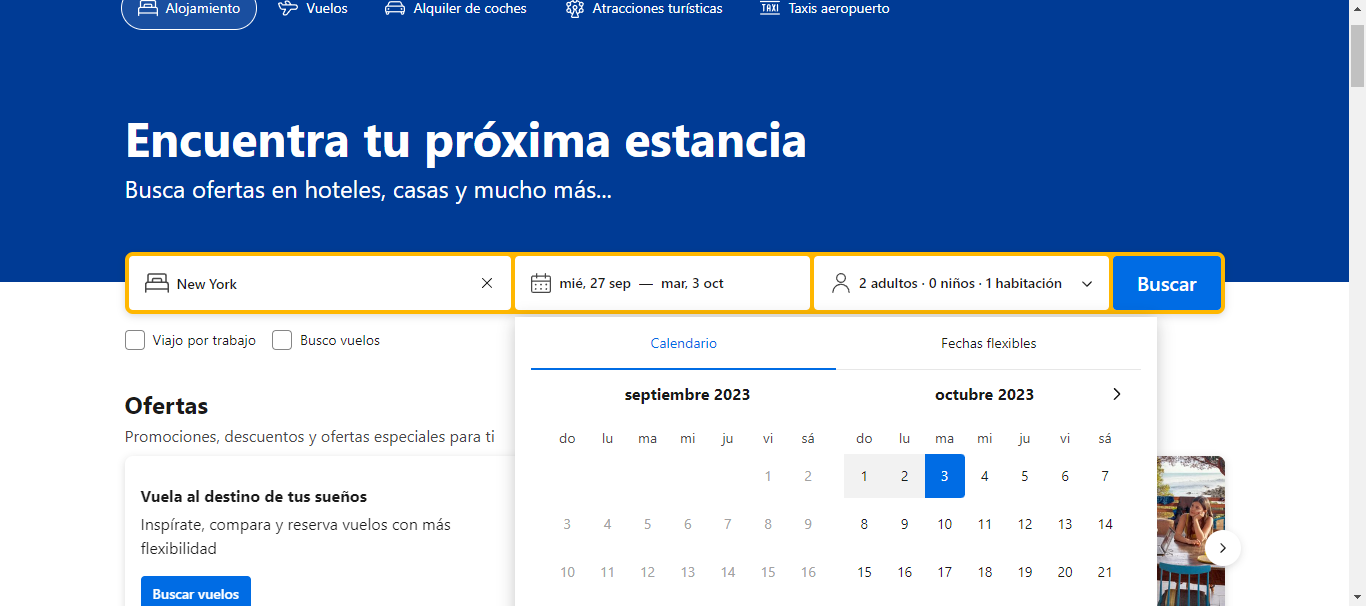 Alojamiento Vuelos Alquiler de coches Atracciones turísticas TAXI Taxis aeropuerto
Encuentra tu próxima estancia
Busca ofertas en hoteles, casas y mucho más...
New York mié, 27 sep — mar, 3 oct 2 adultos · 0 niños · 1 habitación Buscar
Viajo por trabajo Busco vuelos
Calendario Fechas flexibles
septiembre 2023 octubre 2023
do lu ma mi ju vi sá do lu ma mi ju vi sá
1 2 1 2 3 4 5 6 7
3 4 5 6 7 8 9 8 9 10 11 12 13 14
10 11 12 13 14 15 16 15 16 17 18 19 20 21
Ofertas
Promociones, descuentos y ofertas especiales para ti
Vuela al destino de tus sueños
Inspírate, compara y reserva vuelos con más
flexibilidad
Buscar vuelos